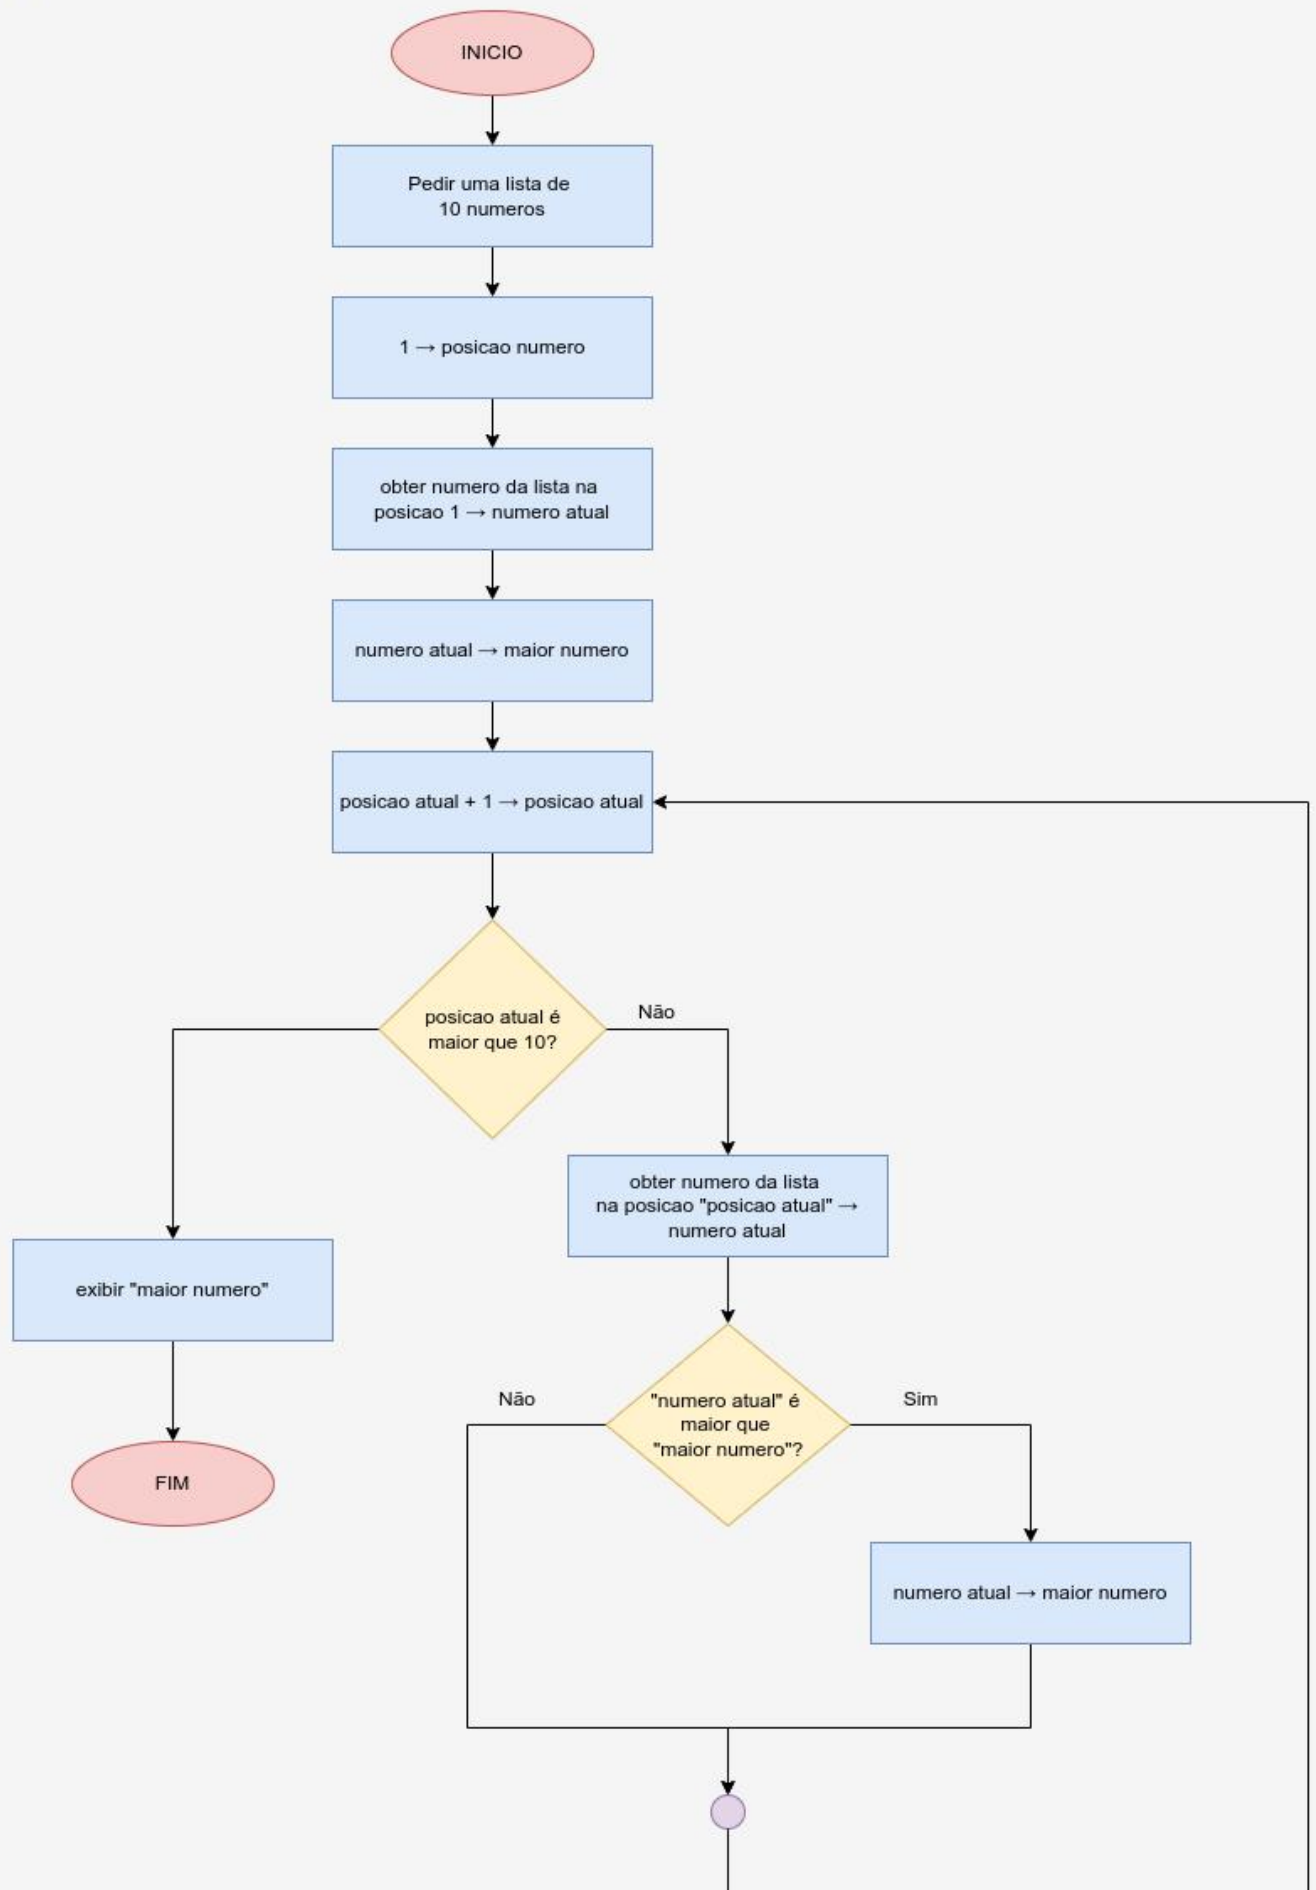 INICIO
Pedir uma lista de
10 numeros
1 → posicao numero
obter numero da lista na
posicao 1 → numero atual
numero atual → maior numero
posicao atual + 1 → posicao atual
posicao atual é
maior que 10?
Não
obter numero da lista
na posicao "posicao atual" →
numero atual
exibir "maior numero"
Não
"numero atual" é
maior que
"maior numero"?
Sim
FIM
numero atual → maior numero